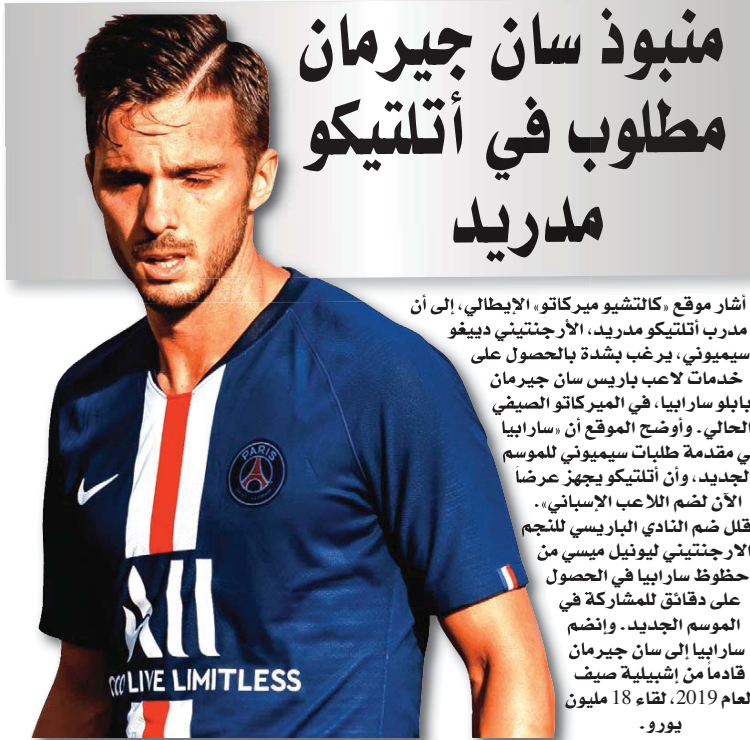 منبوذ سان جيرمان
مطلوب في أتلتيكو
مدريد
أشار موقع «كالتشيو ميركاتو» الإيطالي، إلى أن
مدرب أتلتيكو مدريد، الأرجنتيني دييغو
سيميوني، يرغب بشدة بالحصول على
خدمات لاعب باريس سان جيرمان
بابلو سارابيا، في الميركاتو الصيفي
الحالي. وأوضح الموقع أن «سارابيا
في مقدمة طلبات سيميوني للموسم
الجديد، وأن أتلتيكو يجهز عرضاً
الآن لضم اللاعب الإسباني».
قلل ضم النادي الباريسي للنجم
الارجنتيني ليونيل ميسي من
حظوظ سارابيا في الحصول
على دقائق للمشاركة في
الموسم الجديد. وإنضم
سارابيا إلى سان جيرمان
قادماً من إشبيلية صيف
لعام 2019، لقاء 18 مليون
يورو.
PARIS
ALL
LIVE LIMITLESS